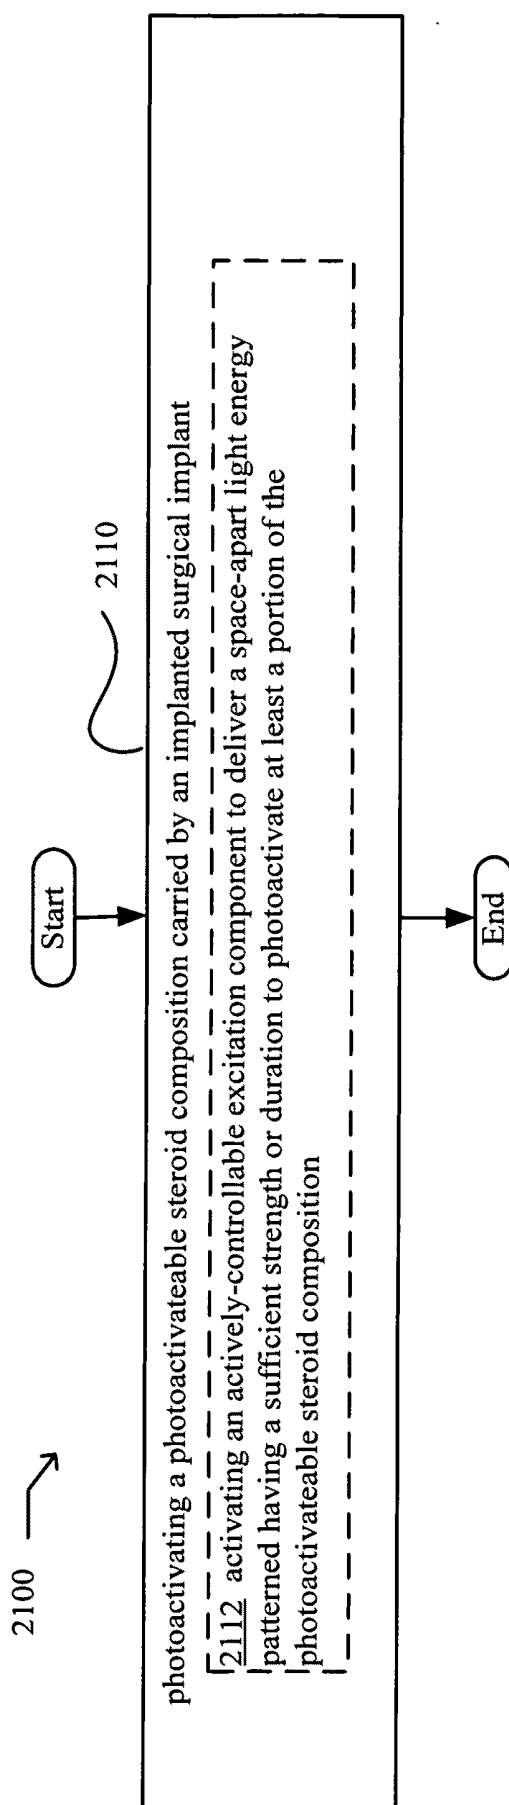 2100
Start
2110
photoactivating a photoactivateable steroid composition carried by an implanted surgical implant
2112 activating an actively-controllable excitation component to deliver a space-apart light energy
patterned having a sufficient strength or duration to photoactivate at least a portion of the
photoactivateable steroid composition
End